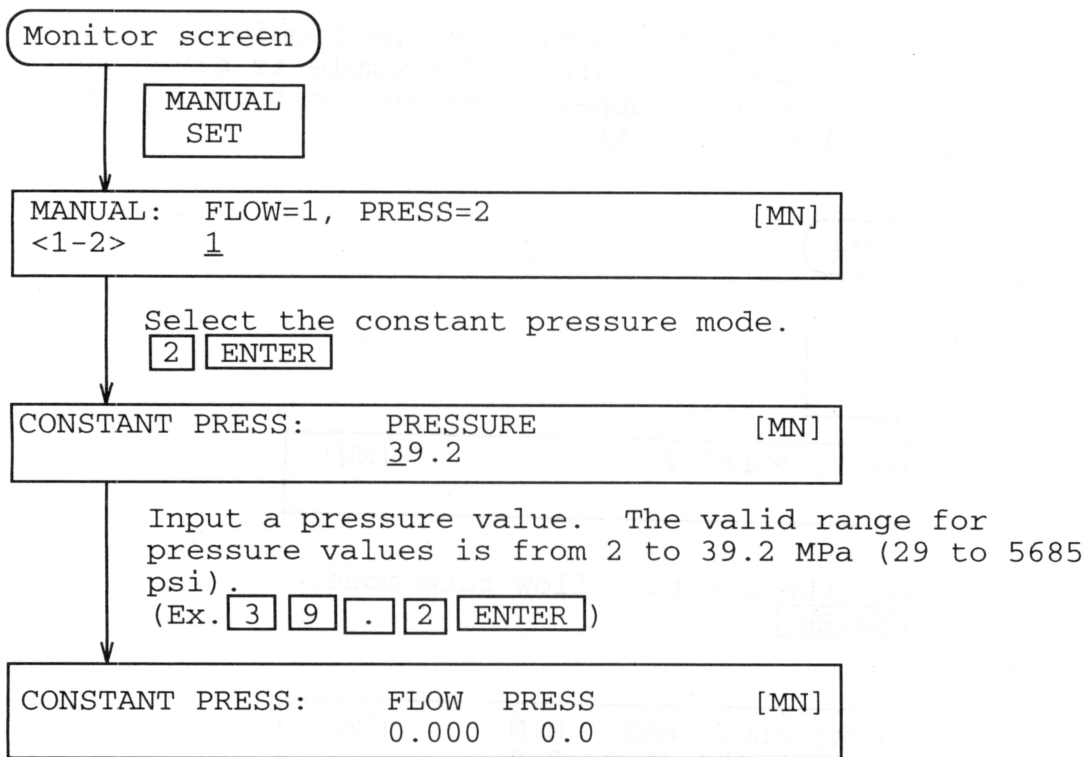 Monitor screen
MANUAL
SET
MANUAL: FLOW=1, PRESS=2 [MN]
<1-2> 1
Select the constant pressure mode.
2 ENTER
CONSTANT PRESS: PRESSURE [MN]
39.2
Input a pressure value. The valid range for
pressure values is from 2 to 39.2 MPa (29 to 5685
psi).
(Ex. 3 9 . 2 ENTER)
CONSTANT PRESS: FLOW PRESS [MN]
0.000 0.0